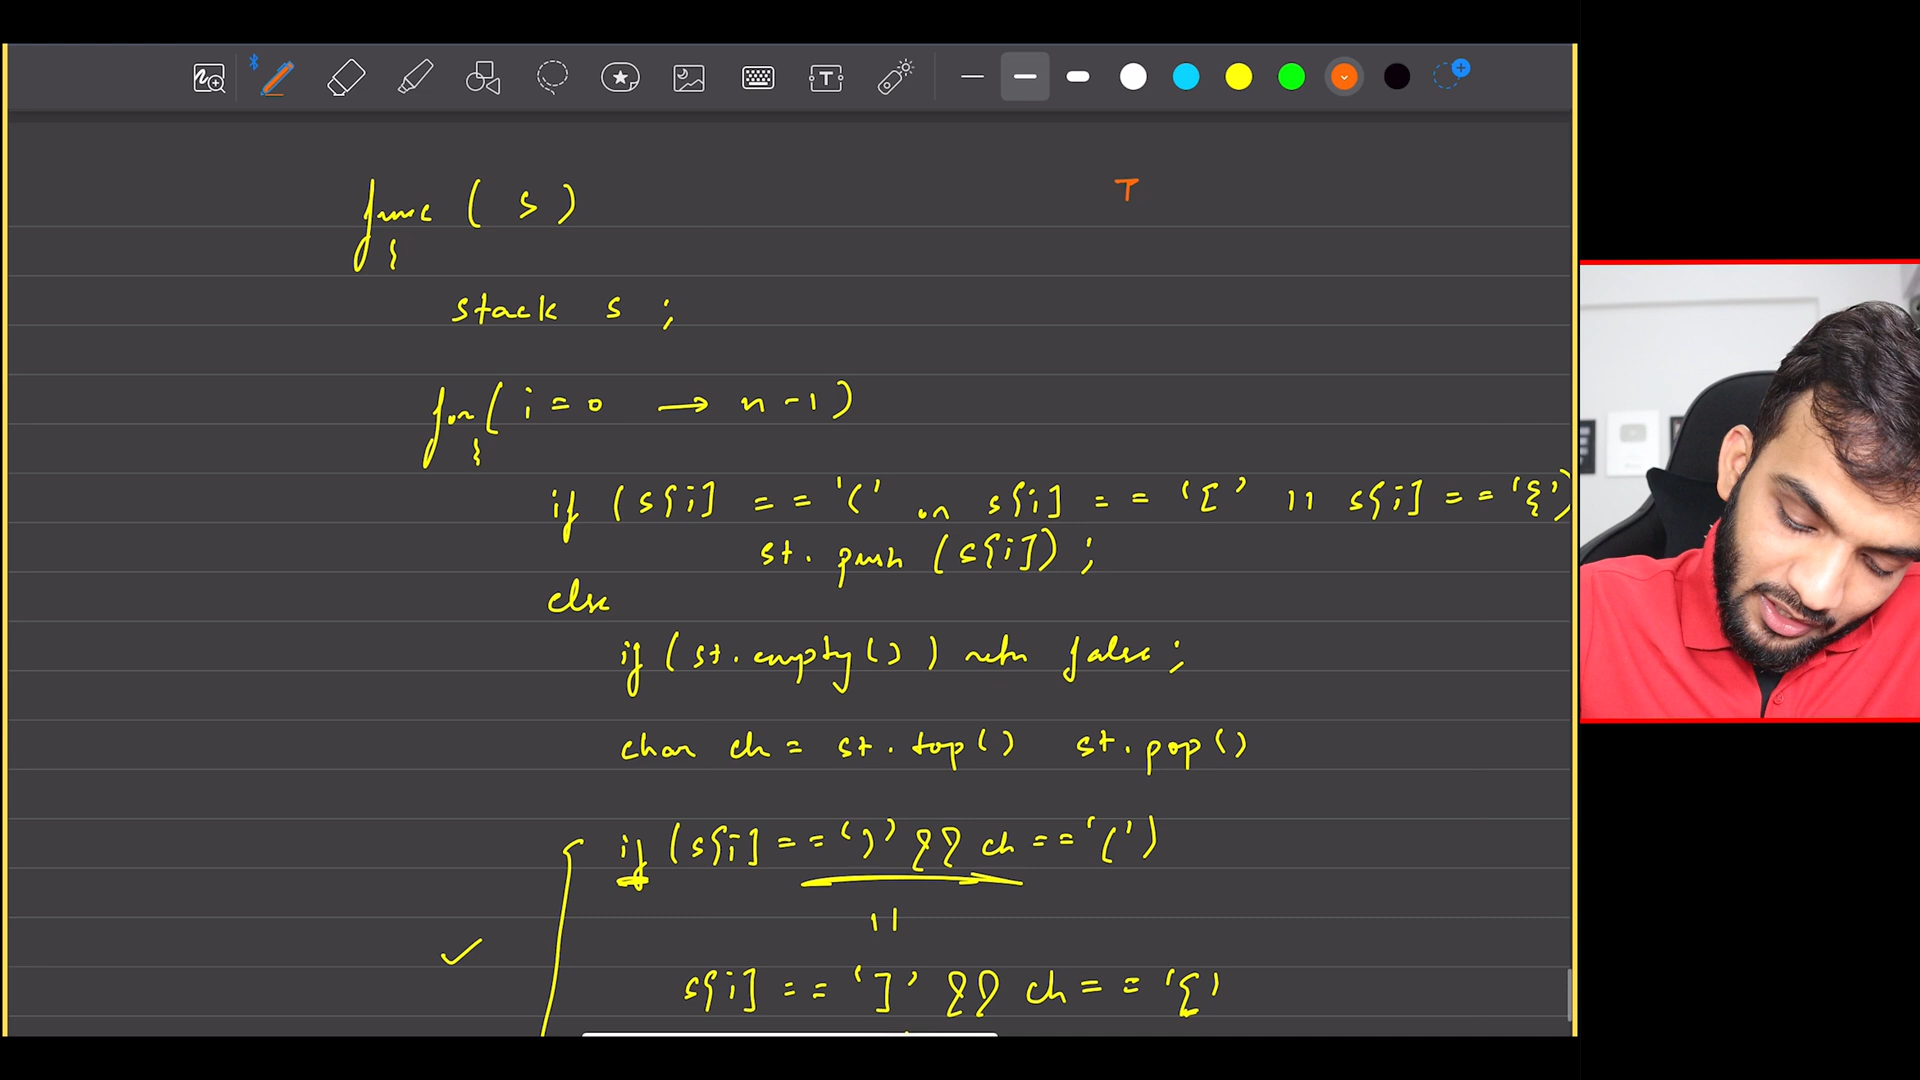 func ( s )
T
{
stack s ;
for ( i = 0 → n - 1 )
{
if ( s[i] == '(' or s[i] == '[' || s[i] == '{' )
st. push (s[i]) ;
else
if ( st. empty () ) retn false ;
char ch = st. top () st. pop ()
if ( s[i] == ')' && ch == '(' )
||
s[i] == ']' && ch == '['